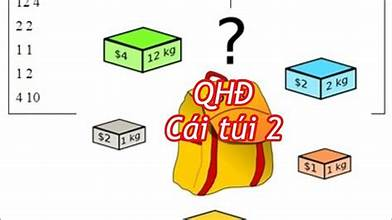 12 4
2 2
1 1
1 2
4 10
$4 12 kg
?
$2 2 kg
QHĐ
Cái túi 2
$2 1 kg
$1 1 kg